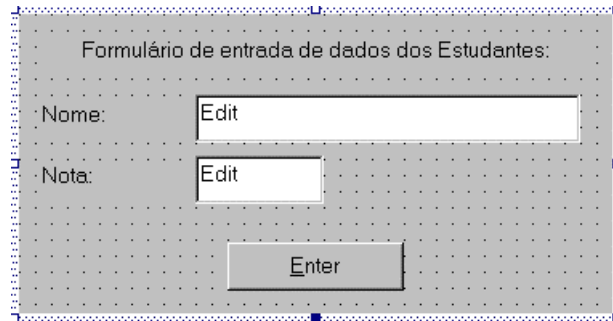 Formulário de entrada de dados dos Estudantes:
Nome: Edit
Nota: Edit
Enter